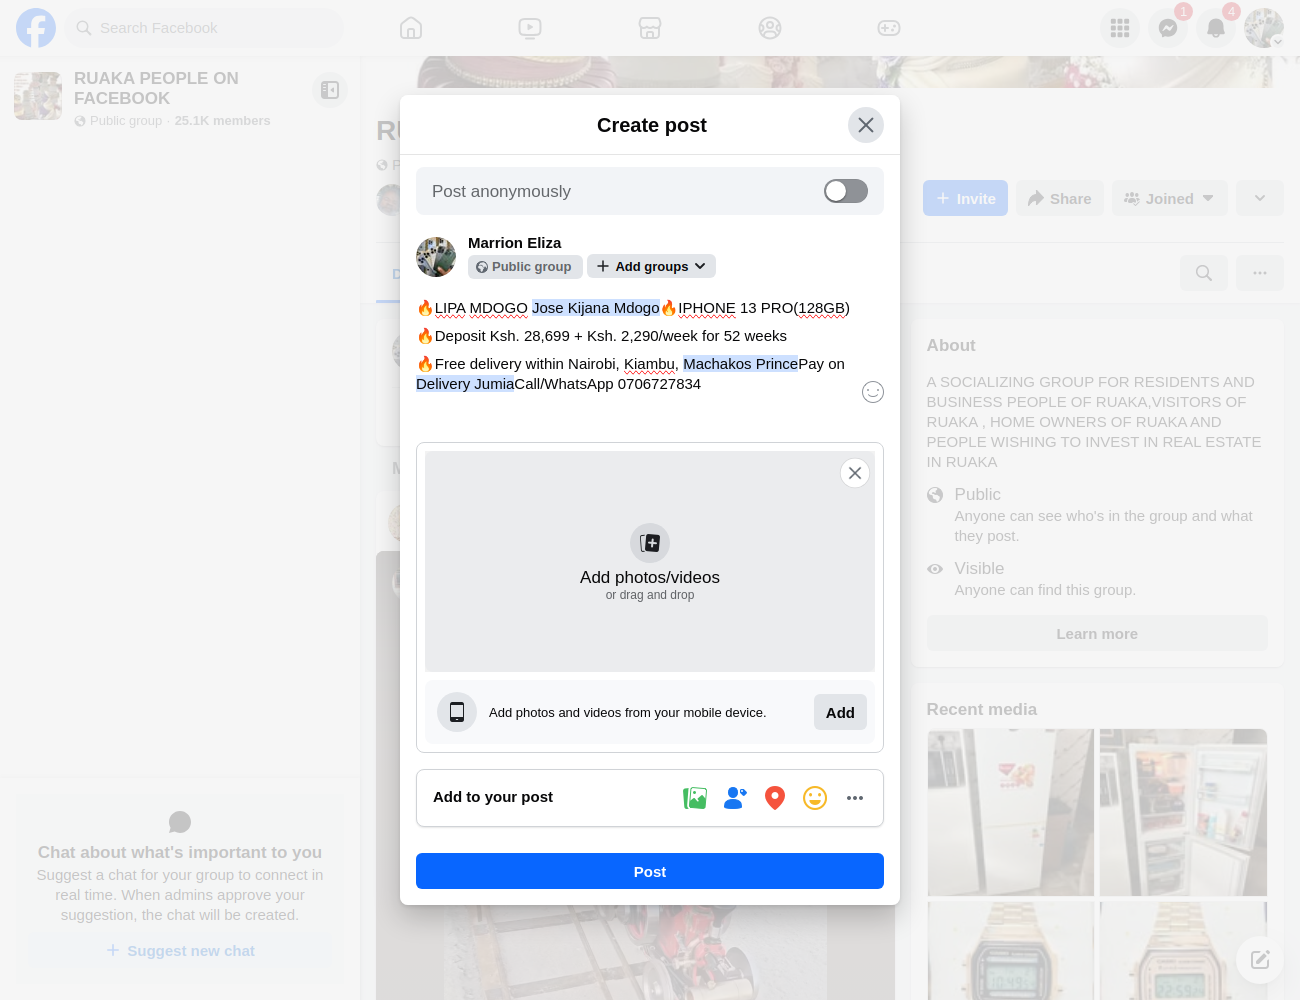 Search Facebook
1
4
RUAKA PEOPLE ON
FACEBOOK
Public group · 25.1K members
Invite
Share
Joined
Create post
Post anonymously
Marrion Eliza
Public group
Add groups
🔥LIPA MDOGO Jose Kijana Mdogo🔥IPHONE 13 PRO(128GB)
🔥Deposit Ksh. 28,699 + Ksh. 2,290/week for 52 weeks
🔥Free delivery within Nairobi, Kiambu, Machakos PrincePay on
Delivery JumiaCall/WhatsApp 0706727834
Add photos/videos
or drag and drop
Add photos and videos from your mobile device.
Add
Add to your post
Post
About
A SOCIALIZING GROUP FOR RESIDENTS AND
BUSINESS PEOPLE OF RUAKA,VISITORS OF
RUAKA , HOME OWNERS OF RUAKA AND
PEOPLE WISHING TO INVEST IN REAL ESTATE
IN RUAKA
Public
Anyone can see who's in the group and what
they post.
Visible
Anyone can find this group.
Learn more
Recent media
Chat about what's important to you
Suggest a chat for your group to connect in
real time. When admins approve your
suggestion, the chat will be created.
Suggest new chat